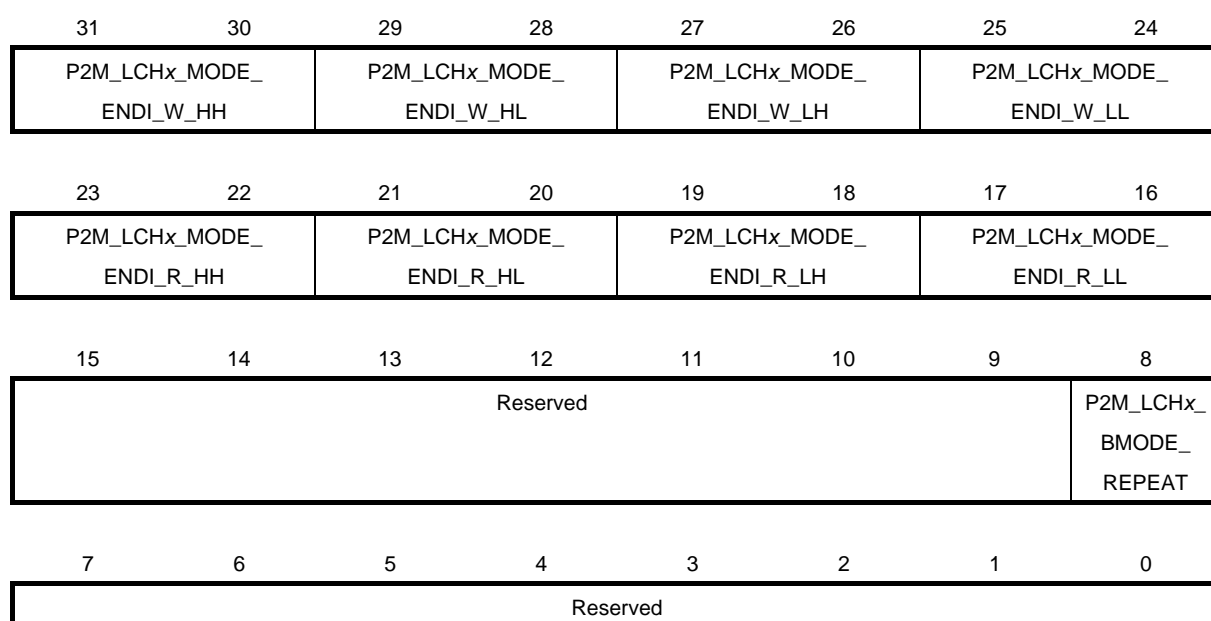 31 30 29 28 27 26 25 24
P2M_LCHx_MODE_ P2M_LCHx_MODE_ P2M_LCHx_MODE_ P2M_LCHx_MODE_
ENDI_W_HH ENDI_W_HL ENDI_W_LH ENDI_W_LL
23 22 21 20 19 18 17 16
P2M_LCHx_MODE_ P2M_LCHx_MODE_ P2M_LCHx_MODE_ P2M_LCHx_MODE_
ENDI_R_HH ENDI_R_HL ENDI_R_LH ENDI_R_LL
15 14 13 12 11 10 9 8
Reserved P2M_LCHx_
BMODE_
REPEAT
7 6 5 4 3 2 1 0
Reserved